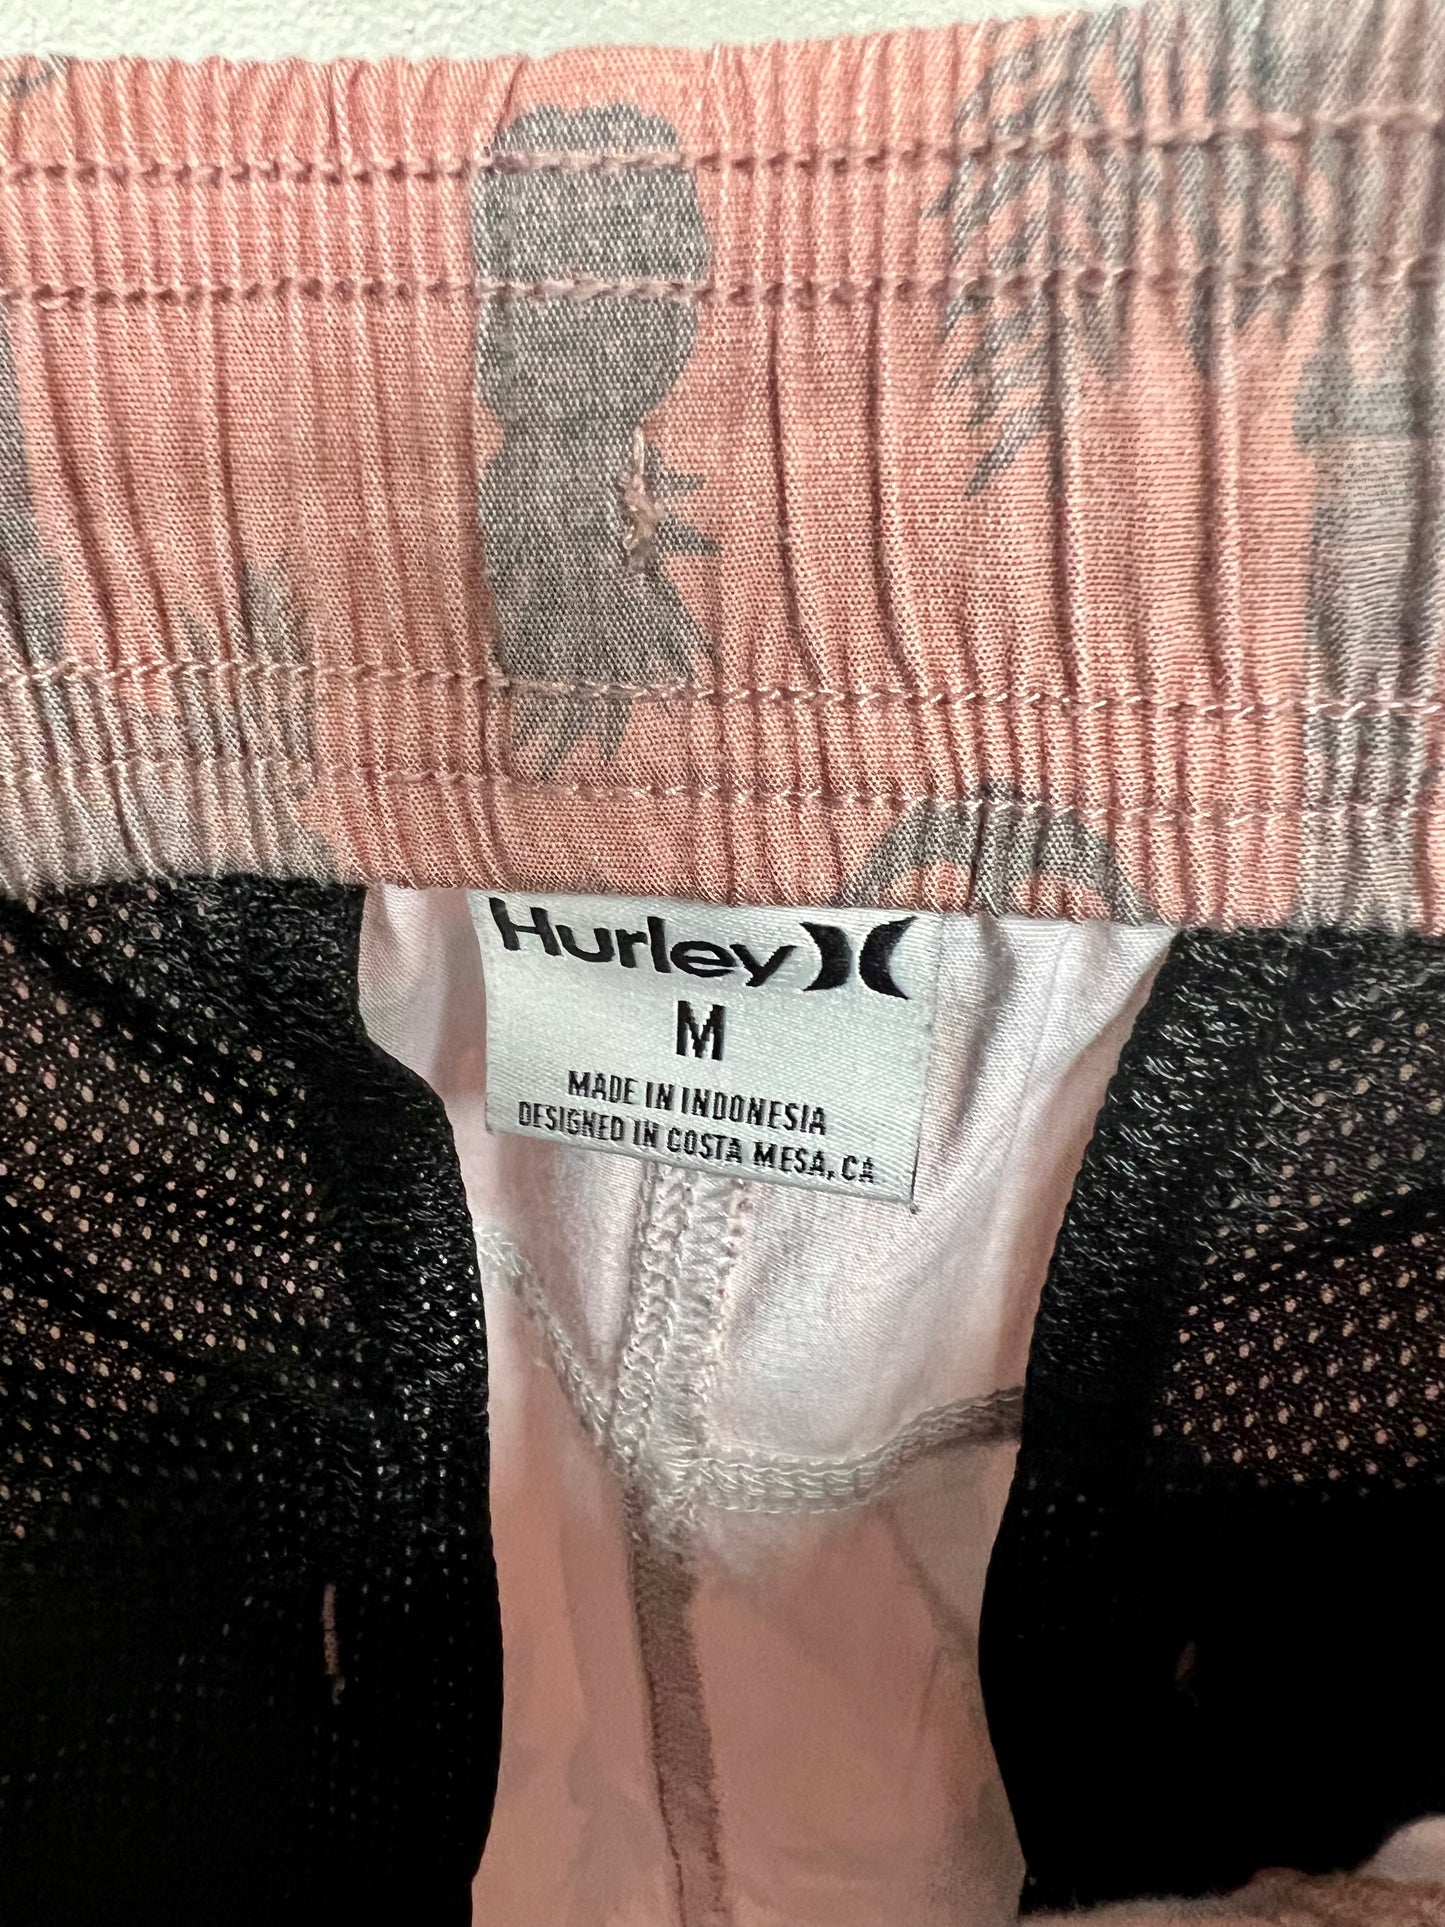 Hurley
M
MADE IN INDONESIA
DESIGNED IN COSTA MESA, CA